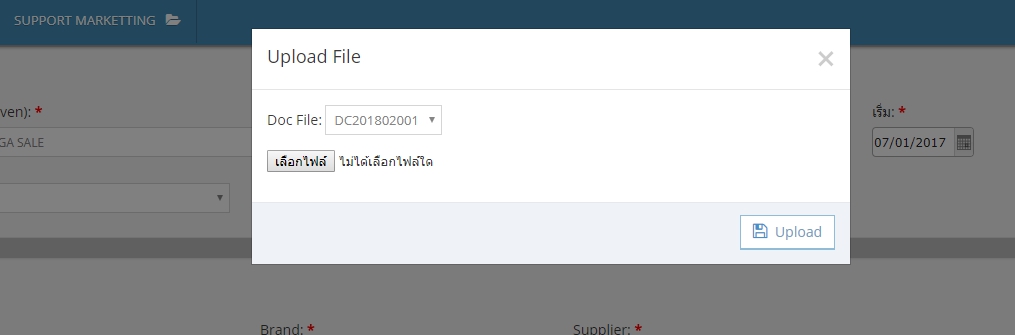 SUPPORT MARKETTING
Upload File
ven): *
เริ่ม: *
Doc File: DC201802001
GA SALE
07/01/2017
เลือกไฟล์ ไม่ได้เลือกไฟล์ใด
Upload
Brand: * Supplier: *